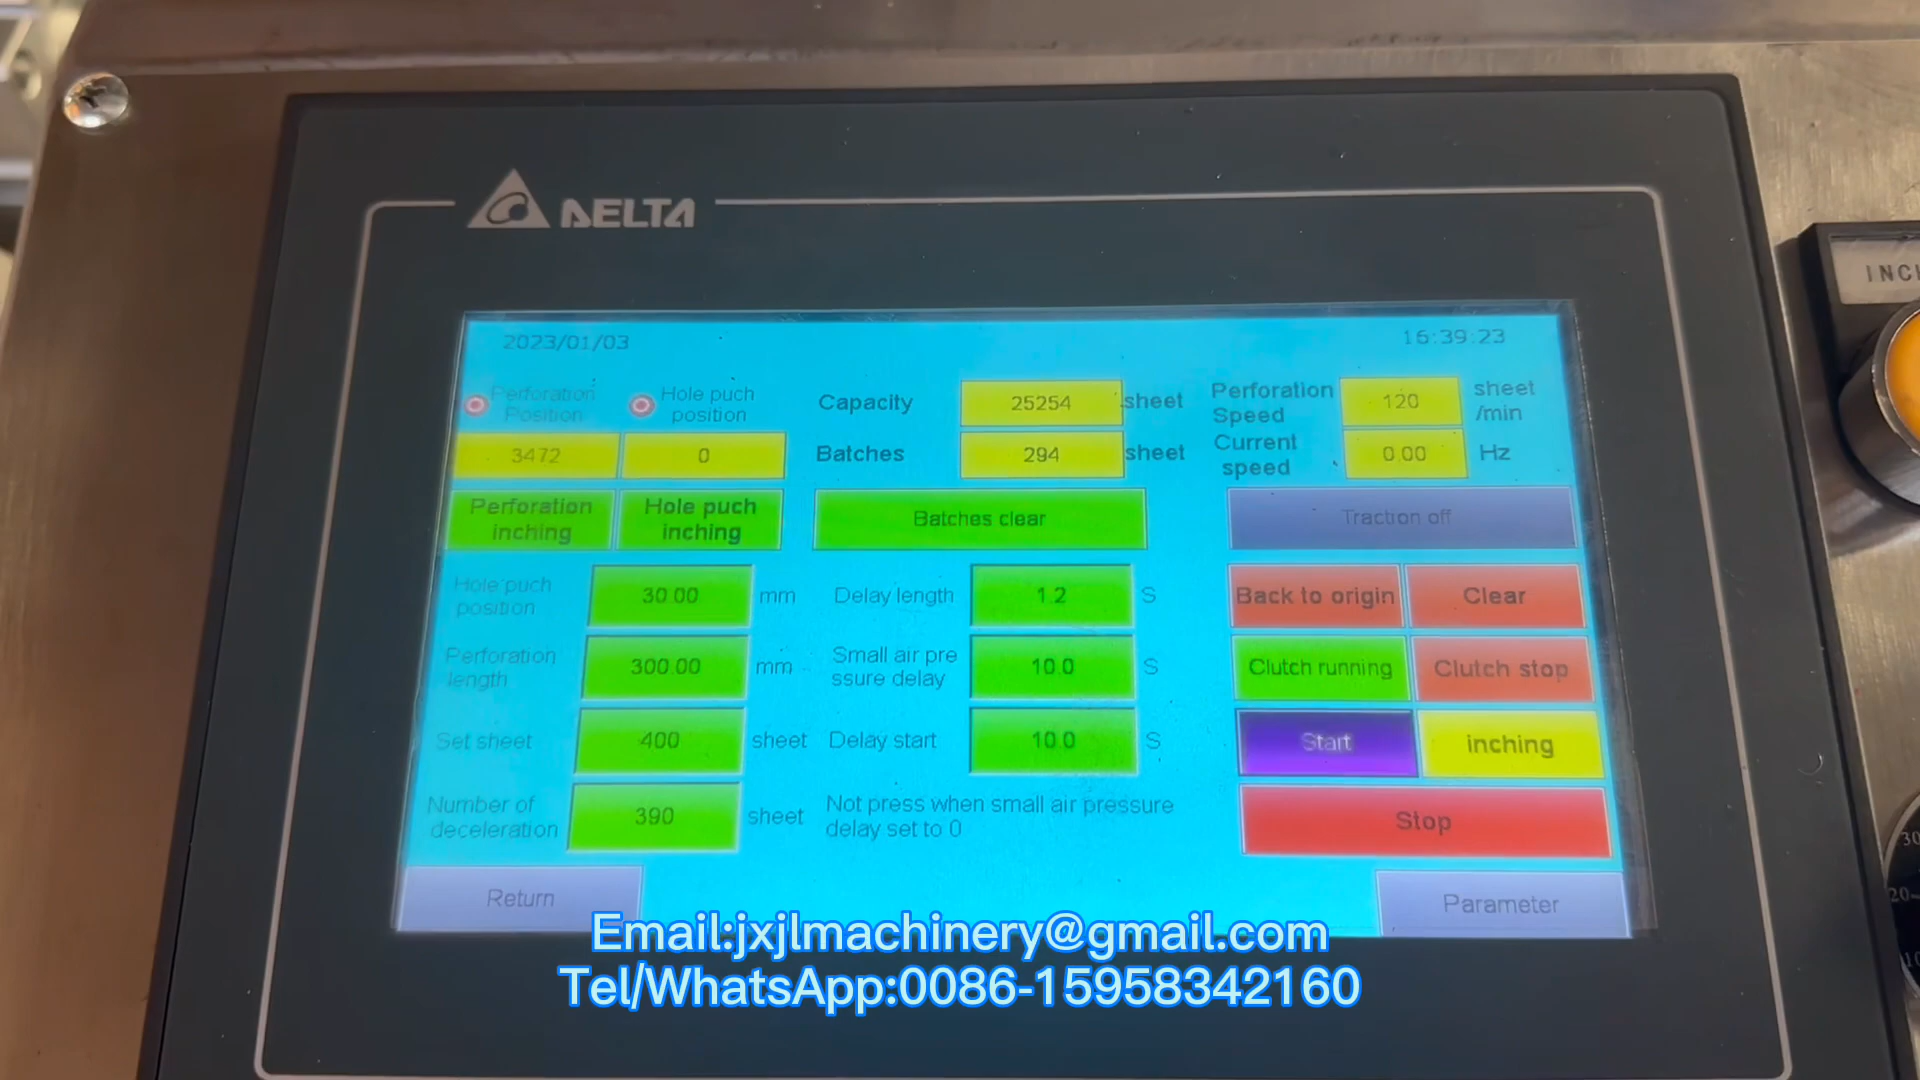 DELTA
2023/01/03
16:39:23
Perforation
Position
Hole puch
position
Capacity
25254
sheet
Perforation
Speed
120
sheet
/min
3472
0
Batches
294
sheet
Current
speed
0.00
Hz
Perforation
inching
Hole puch
inching
Batches clear
Traction off
Hole puch
position
30.00
mm
Delay length
1.2
S
Back to origin
Clear
Perforation
length
300.00
mm
Small air pre
ssure delay
10.0
S
Clutch running
Clutch stop
Set sheet
400
sheet
Delay start
10.0
S
Start
inching
Number of
deceleration
390
sheet
Not press when small air pressure
delay set to 0
Stop
Return
Parameter
Email:jxjlmachinery@gmail.com
Tel/WhatsApp:0086-15958342160
30
20